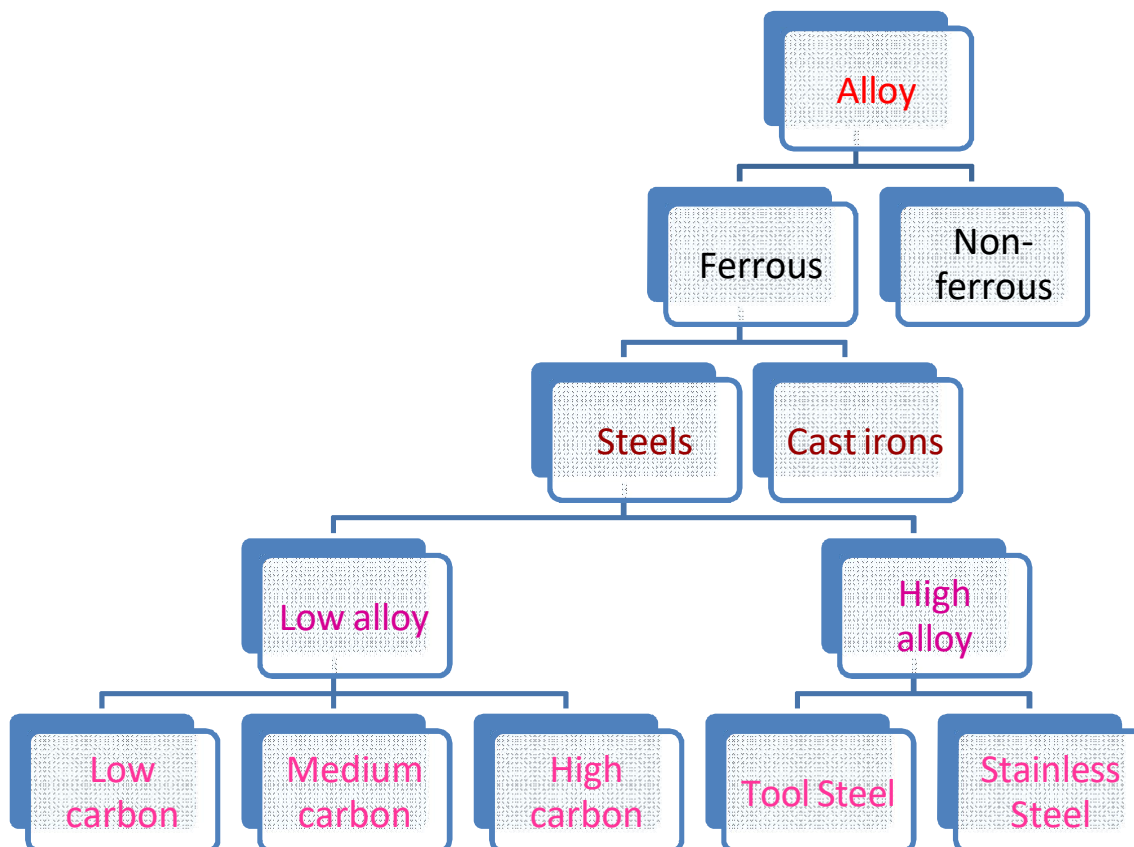 Alloy
Ferrous
Non-
ferrous
Steels
Cast irons
Low alloy
High
alloy
Low
carbon
Medium
carbon
High
carbon
Tool Steel
Stainless
Steel